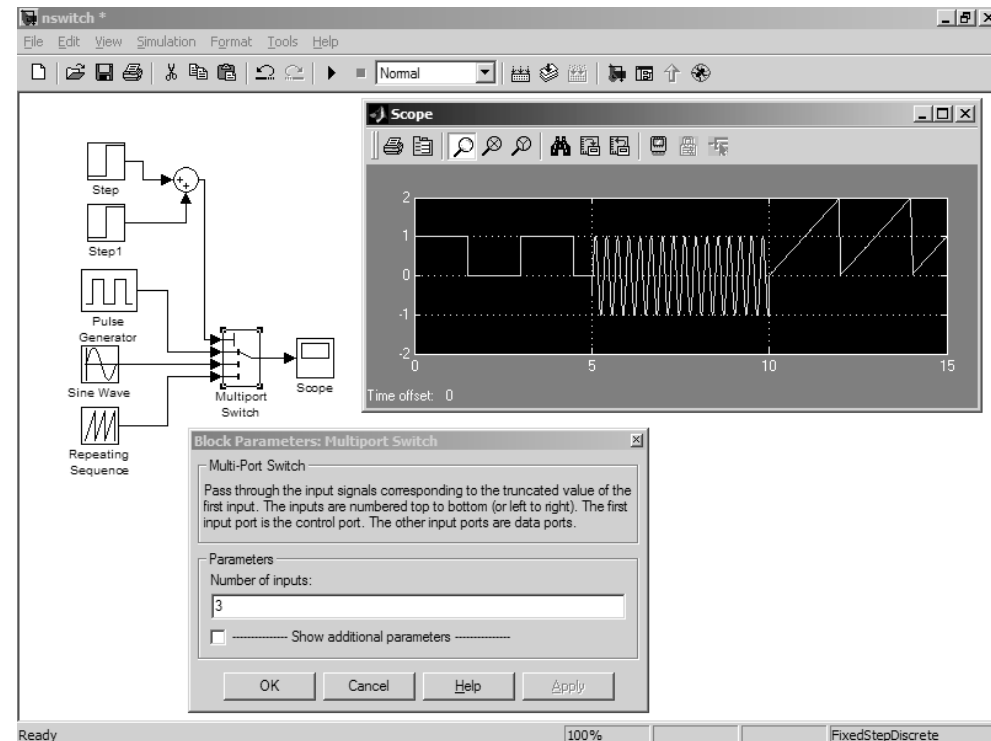 nswitch *
File Edit View Simulation Format Tools Help
Normal
Scope
Step
Step1
Pulse
Generator
Sine Wave
Repeating
Sequence
Multiport
Switch
Scope
2
1
0
-1
-2
0
5
10
15
Time offset: 0
Block Parameters: Multiport Switch
Multi-Port Switch
Pass through the input signals corresponding to the truncated value of the
first input. The inputs are numbered top to bottom (or left to right). The first
input port is the control port. The other input ports are data ports.
Parameters
Number of inputs:
3
--------------- Show additional parameters ---------------
OK Cancel Help Apply
Ready 100% FixedStepDiscrete